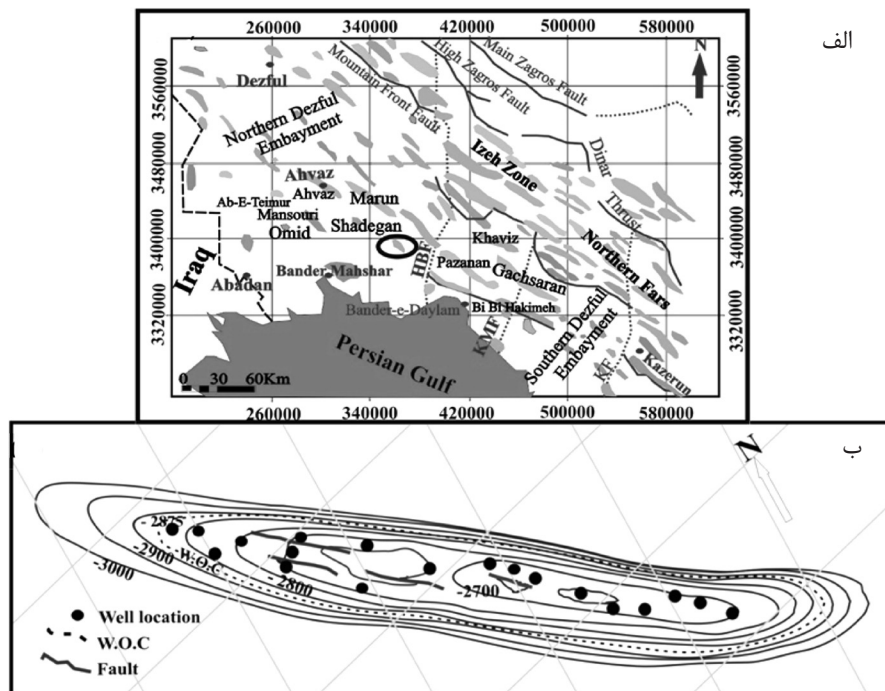 الف
260000 340000 420000 500000 580000
N
3560000
3480000
3400000
3320000
3560000
3480000
3400000
3320000
Main Zagros Fault
High Zagros Fault
Mountain Front Fault
Dezful
Northern Dezful
Embayment
Izeh Zone
Dinar
Thrust
Ahvaz
Ahvaz
Marun
Ab-E-Teimur
Mansouri
Omid
Shadegan
Khaviz
Northern Fars
HBF
Pazanan
Gachsaran
Iraq
Abadan
Bander-Mahshar
Bander-e-Daylam
Bi Bi Hakimeh
KMF
Southern Dezful
Embayment
KF
Kazerun
Persian Gulf
0 30 60Km
260000 340000 420000 500000 580000
ب
N
-2875
-2900
W.O.C
-3000
-2800
-2700
Well location
W.O.C
Fault